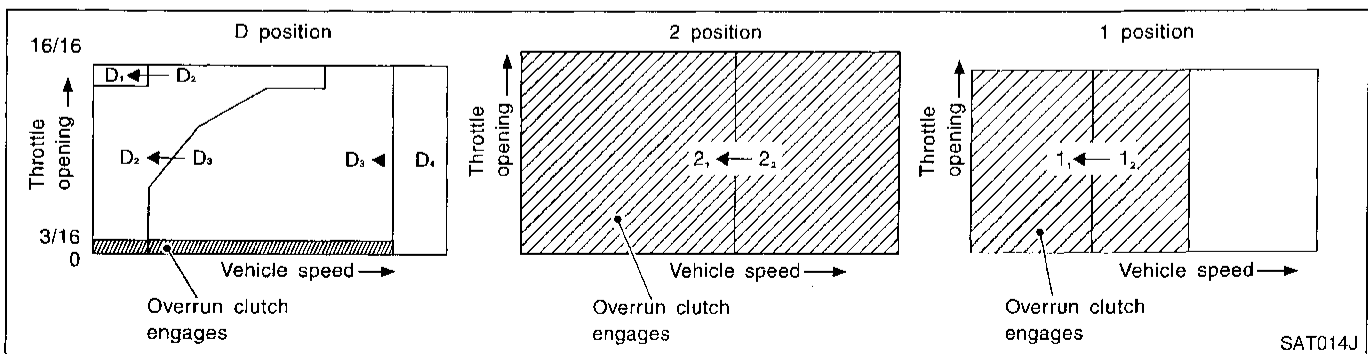 D position
16/16
D₁ ← D₂
Throttle opening →
D₂ ← D₃
D₃ ◀ D₄
3/16
0
Vehicle speed →
Overrun clutch
engages
2 position
Throttle
opening →
2₁ ← 2₂
Vehicle speed →
Overrun clutch
engages
1 position
Throttle
opening →
1₁ ← 1₂
Vehicle speed →
Overrun clutch
engages
SAT014J